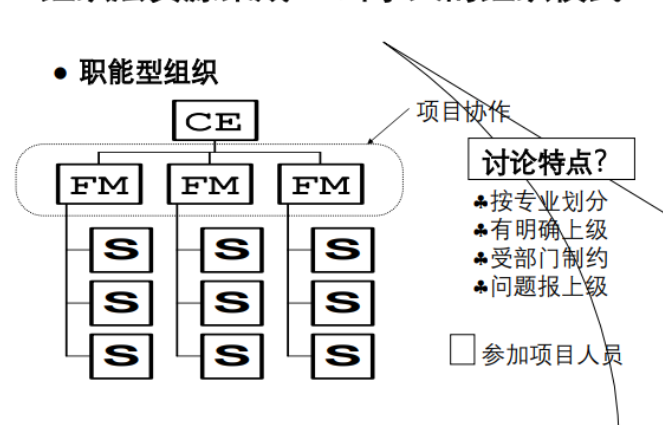 ● 职能型组织
CE
项目协作
FM FM FM
讨论特点？
♣按专业划分
♣有明确上级
♣受部门制约
♣问题报上级
S S S
S S S
S S S
参加项目人员